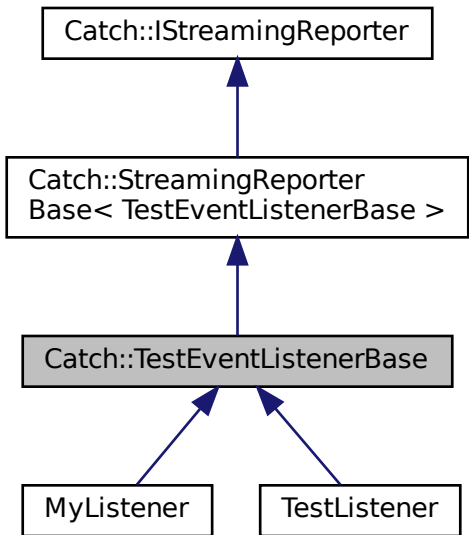 Catch::IStreamingReporter
Catch::StreamingReporter
Base< TestEventListenerBase >
Catch::TestEventListenerBase
MyListener
TestListener